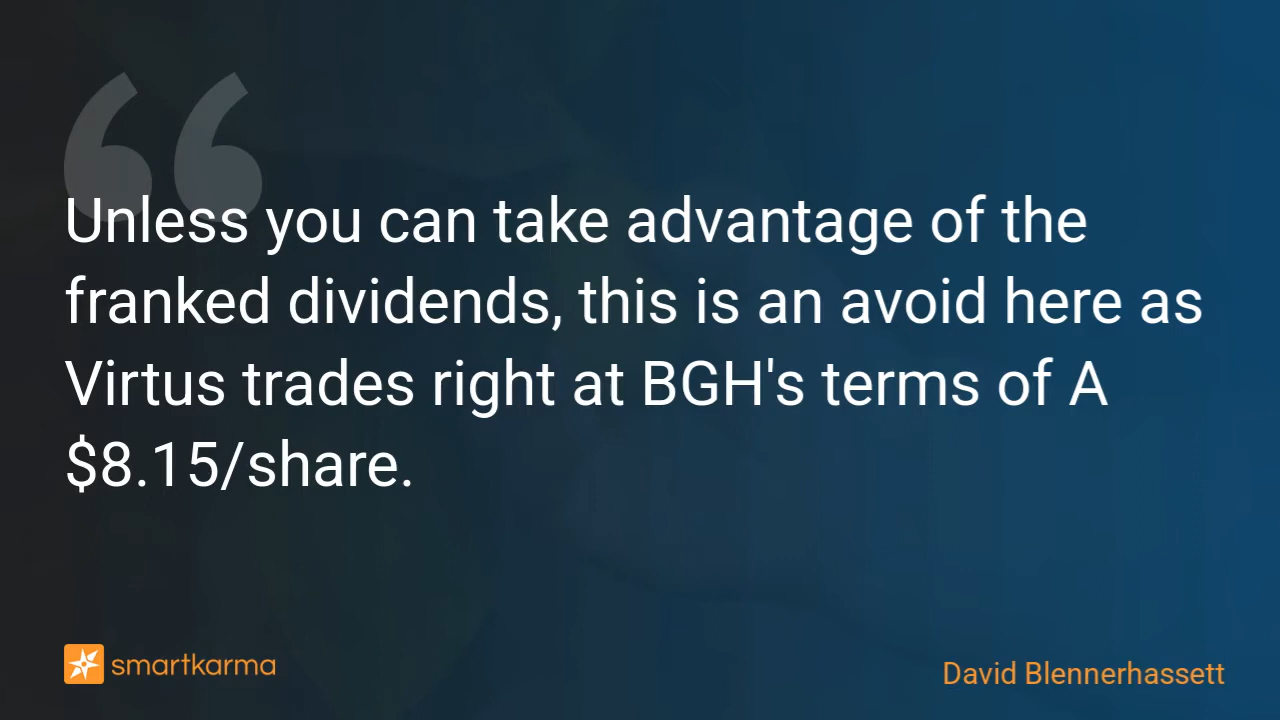 Unless you can take advantage of the
franked dividends, this is an avoid here as
Virtus trades right at BGH's terms of A
$8.15/share.
smartkarma
David Blennerhassett